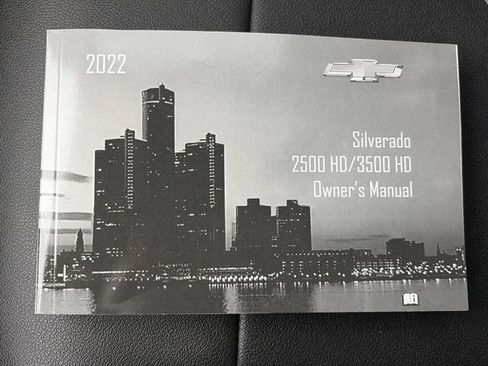 2022
Silverado
2500 HD/3500 HD
Owner's Manual